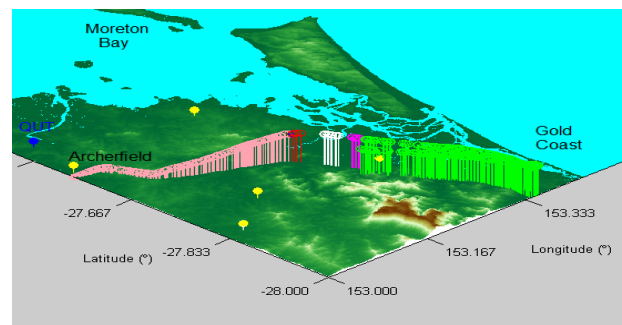 Moreton
Bay
QUT
Archerfield
Gold
Coast
-27.667
-27.833
-28.000
Latitude (°)
153.000
153.167
153.333
Longitude (°)